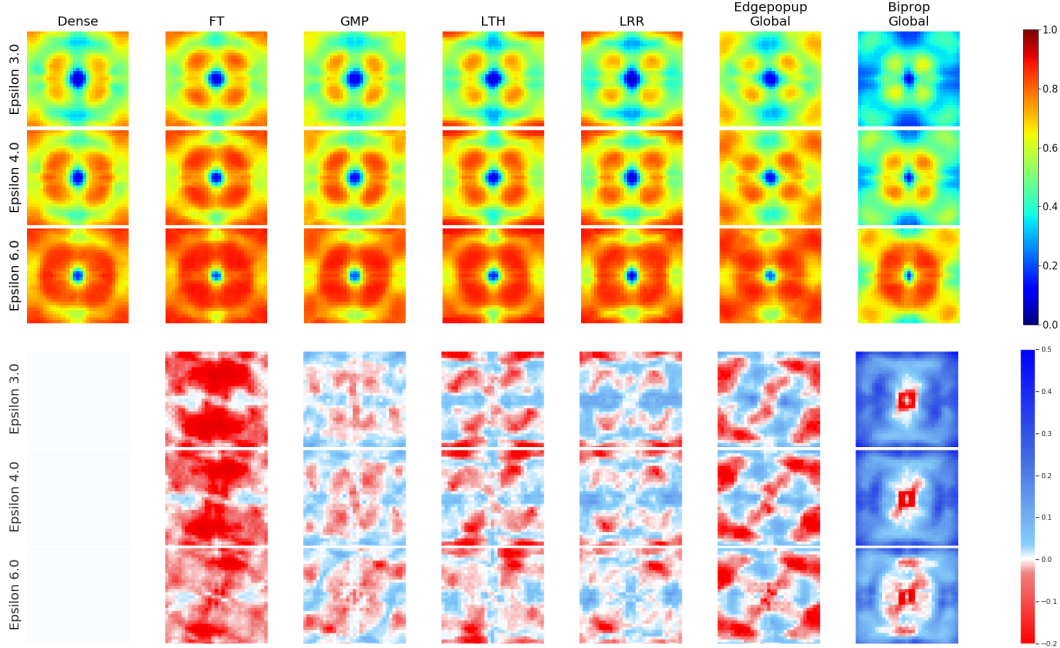 Dense FT GMP LTH LRR Edgepopup Global Biprop Global
Epsilon 3.0
Epsilon 4.0
Epsilon 6.0
1.0
0.8
0.6
0.4
0.2
0.0
Epsilon 3.0
Epsilon 4.0
Epsilon 6.0
0.5
0.4
0.3
0.2
0.1
0.0
−0.1
−0.2